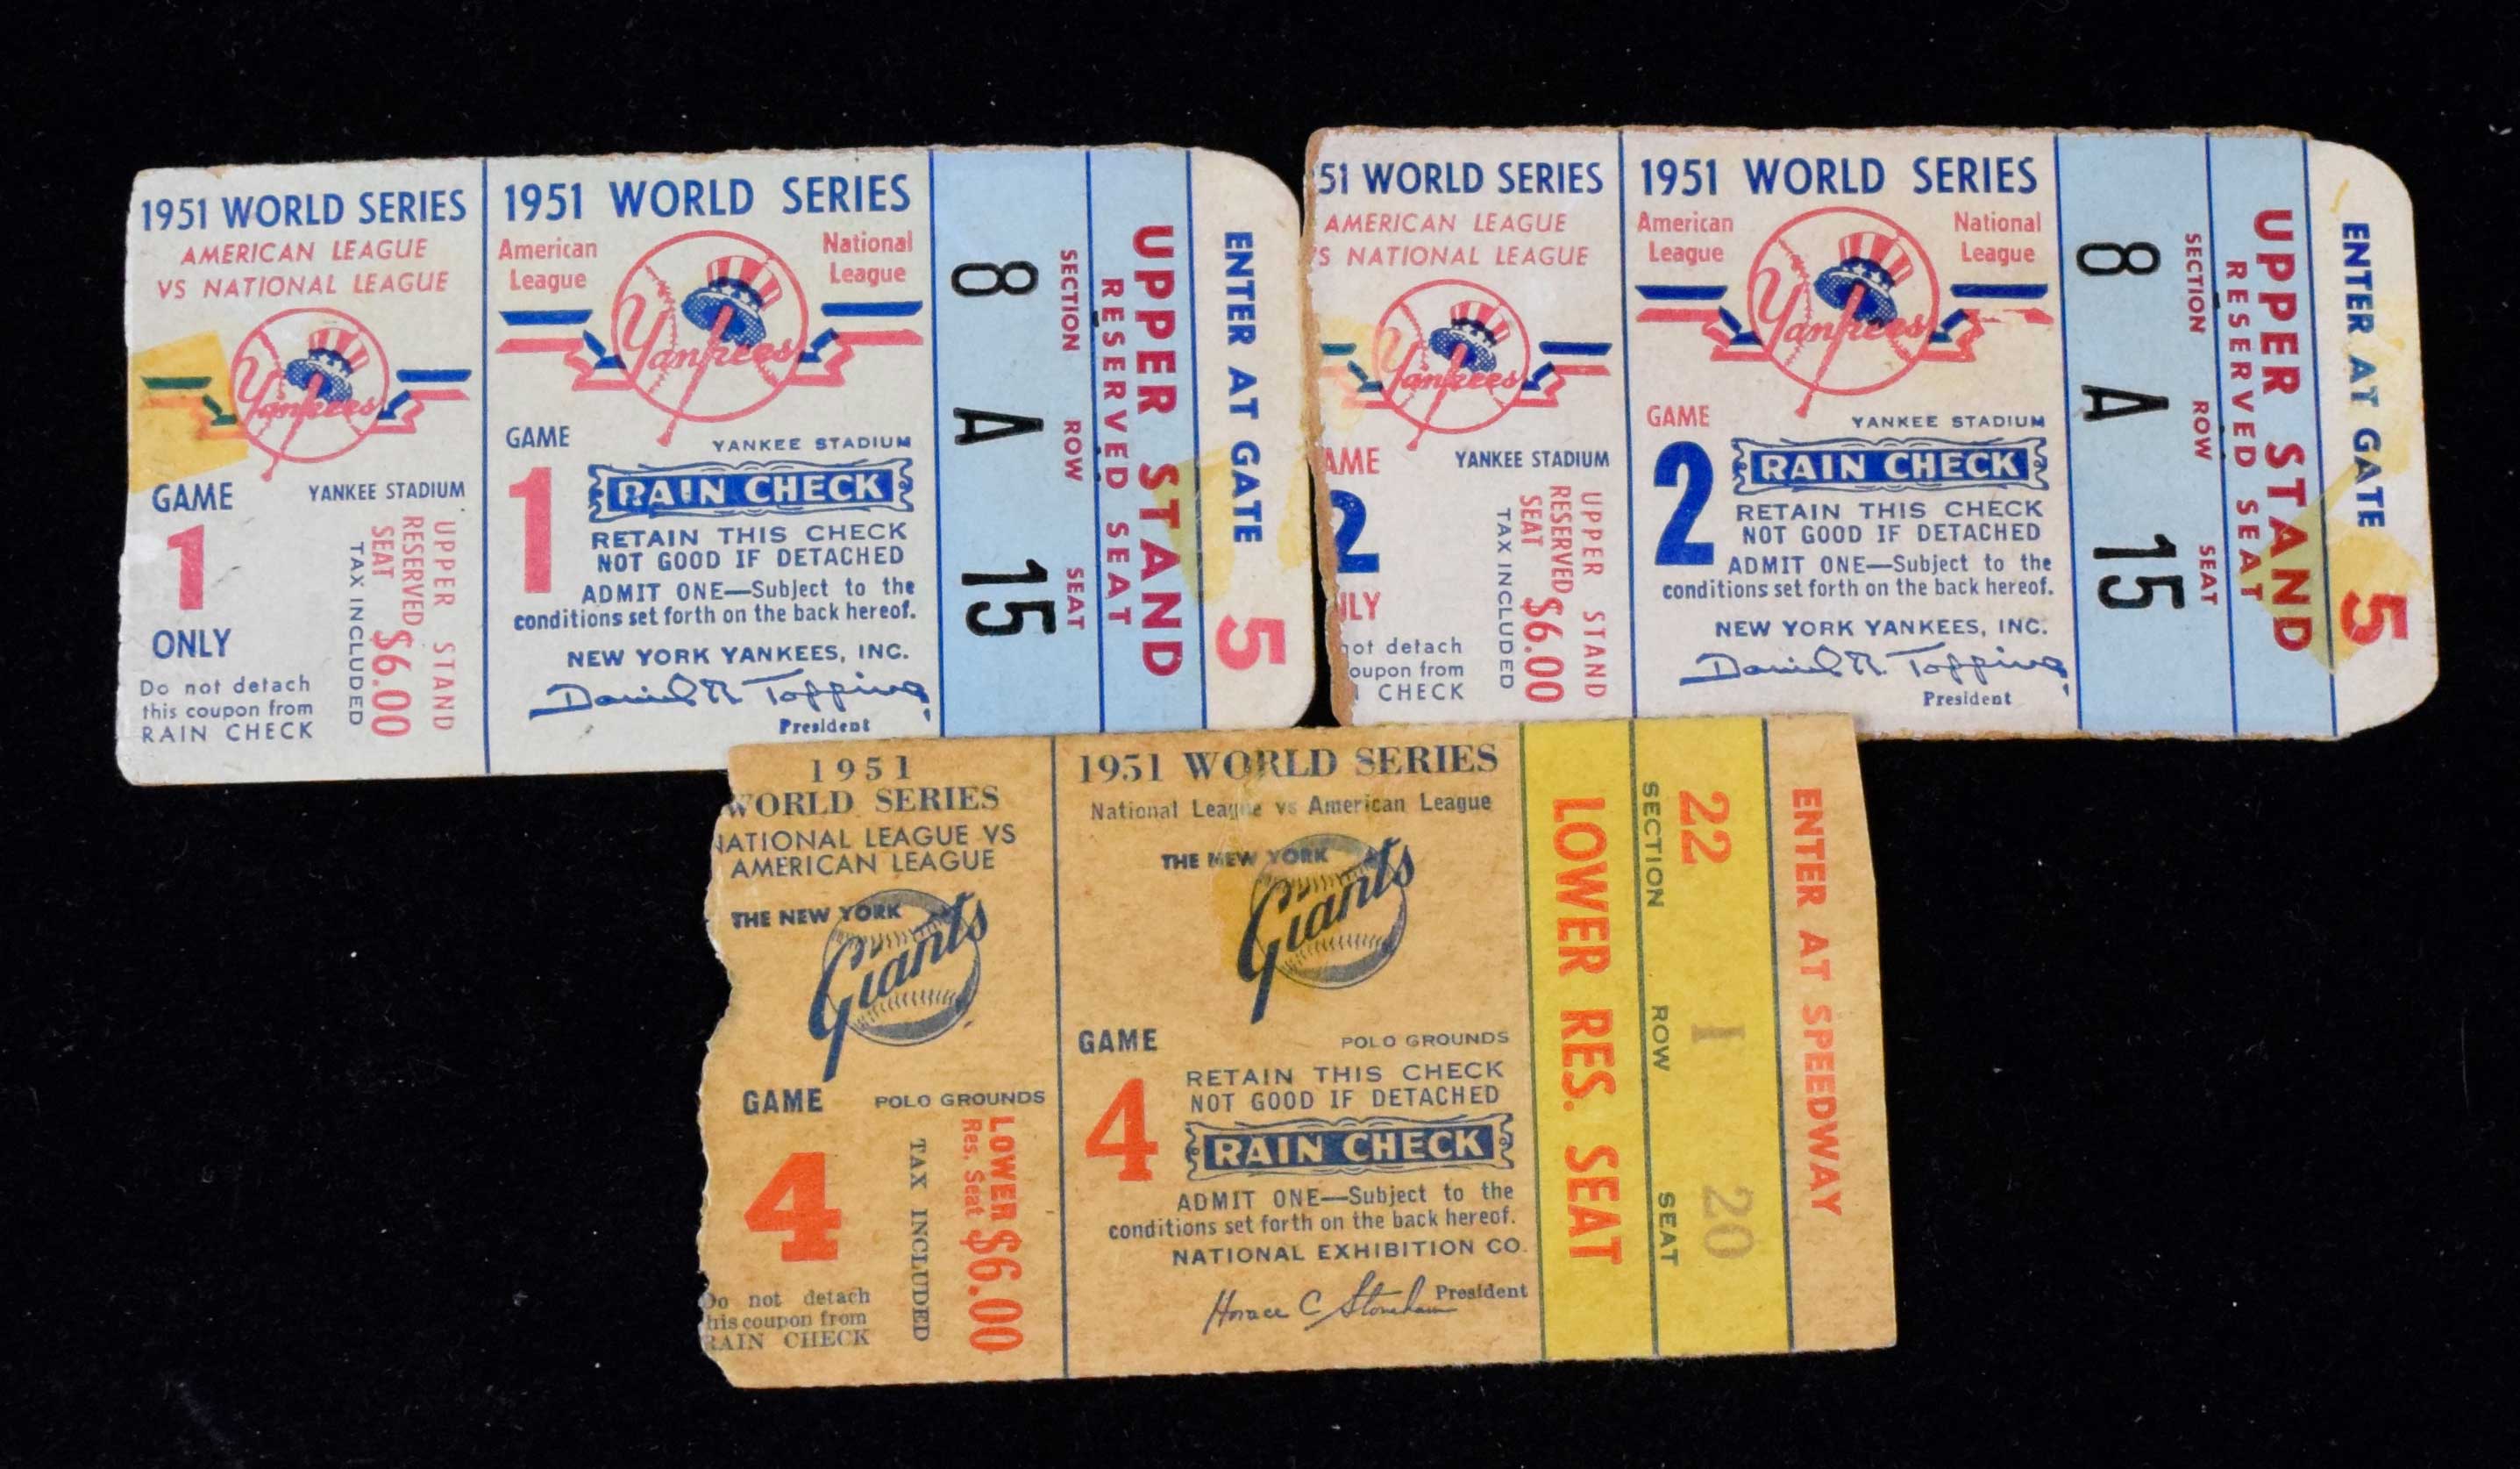 1951 WORLD SERIES
AMERICAN LEAGUE
VS NATIONAL LEAGUE
Yankees
GAME
1
ONLY
YANKEE STADIUM
UPPER STAND
RESERVED
SEAT $6.00
TAX INCLUDED
Do not detach
this coupon from
RAIN CHECK
1951 WORLD SERIES
American League
National League
Yankees
GAME
1
YANKEE STADIUM
RAIN CHECK
RETAIN THIS CHECK
NOT GOOD IF DETACHED
ADMIT ONE—Subject to the
conditions set forth on the back hereof.
NEW YORK YANKEES, INC.
Daniel R. Topping
President
8 A 15
SECTION ROW SEAT
UPPER STAND
RESERVED SEAT
ENTER AT GATE 5
51 WORLD SERIES
AMERICAN LEAGUE
S NATIONAL LEAGUE
Yankees
AME
2
LY
YANKEE STADIUM
UPPER STAND
RESERVED
SEAT $6.00
TAX INCLUDED
ot detach
oupon from
CHECK
1951 WORLD SERIES
American League
National League
Yankees
GAME
2
YANKEE STADIUM
RAIN CHECK
RETAIN THIS CHECK
NOT GOOD IF DETACHED
ADMIT ONE—Subject to the
conditions set forth on the back hereof.
NEW YORK YANKEES, INC.
Daniel R. Topping
President
8 A 15
SECTION ROW SEAT
UPPER STAND
RESERVED SEAT
ENTER AT GATE 5
1951
WORLD SERIES
NATIONAL LEAGUE VS
AMERICAN LEAGUE
THE NEW YORK
Giants
GAME
4
POLO GROUNDS
LOWER
Res. Seat $6.00
TAX INCLUDED
Do not detach
his coupon from
RAIN CHECK
1951 WORLD SERIES
National League vs American League
THE NEW YORK
Giants
GAME
4
POLO GROUNDS
RETAIN THIS CHECK
NOT GOOD IF DETACHED
RAIN CHECK
ADMIT ONE—Subject to the
conditions set forth on the back hereof.
NATIONAL EXHIBITION CO.
Horace C Stoneham
President
LOWER RES. SEAT
SECTION ROW SEAT
22 I 20
ENTER AT SPEEDWAY